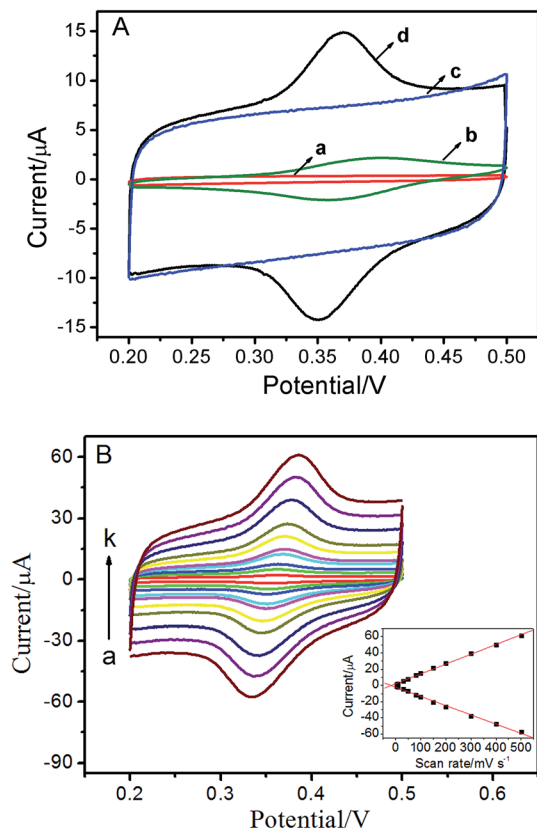 A
15
10
5
0
-5
-10
-15
Current/μA
d
c
a
b
0.20 0.25 0.30 0.35 0.40 0.45 0.50
Potential/V
B
60
30
0
-30
-60
-90
Current/μA
k
a
0.2 0.3 0.4 0.5
Potential/V
60
40
20
0
-20
-40
-60
Current/μA
0 100 200 300 400 500
Scan rate/mV s⁻¹